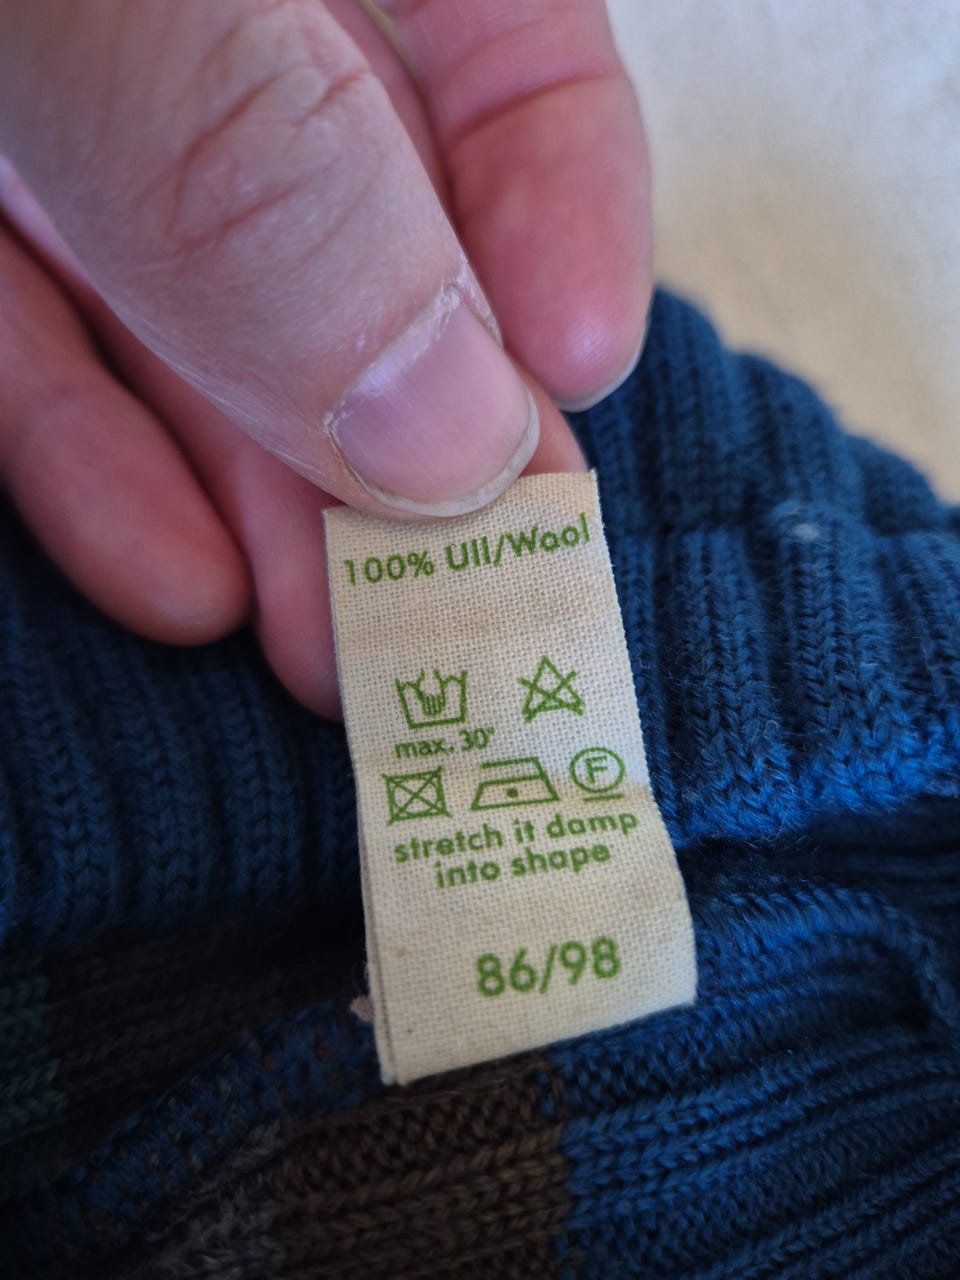 100% Ull/Wool
max. 30°
F
stretch it damp
into shape
86/98